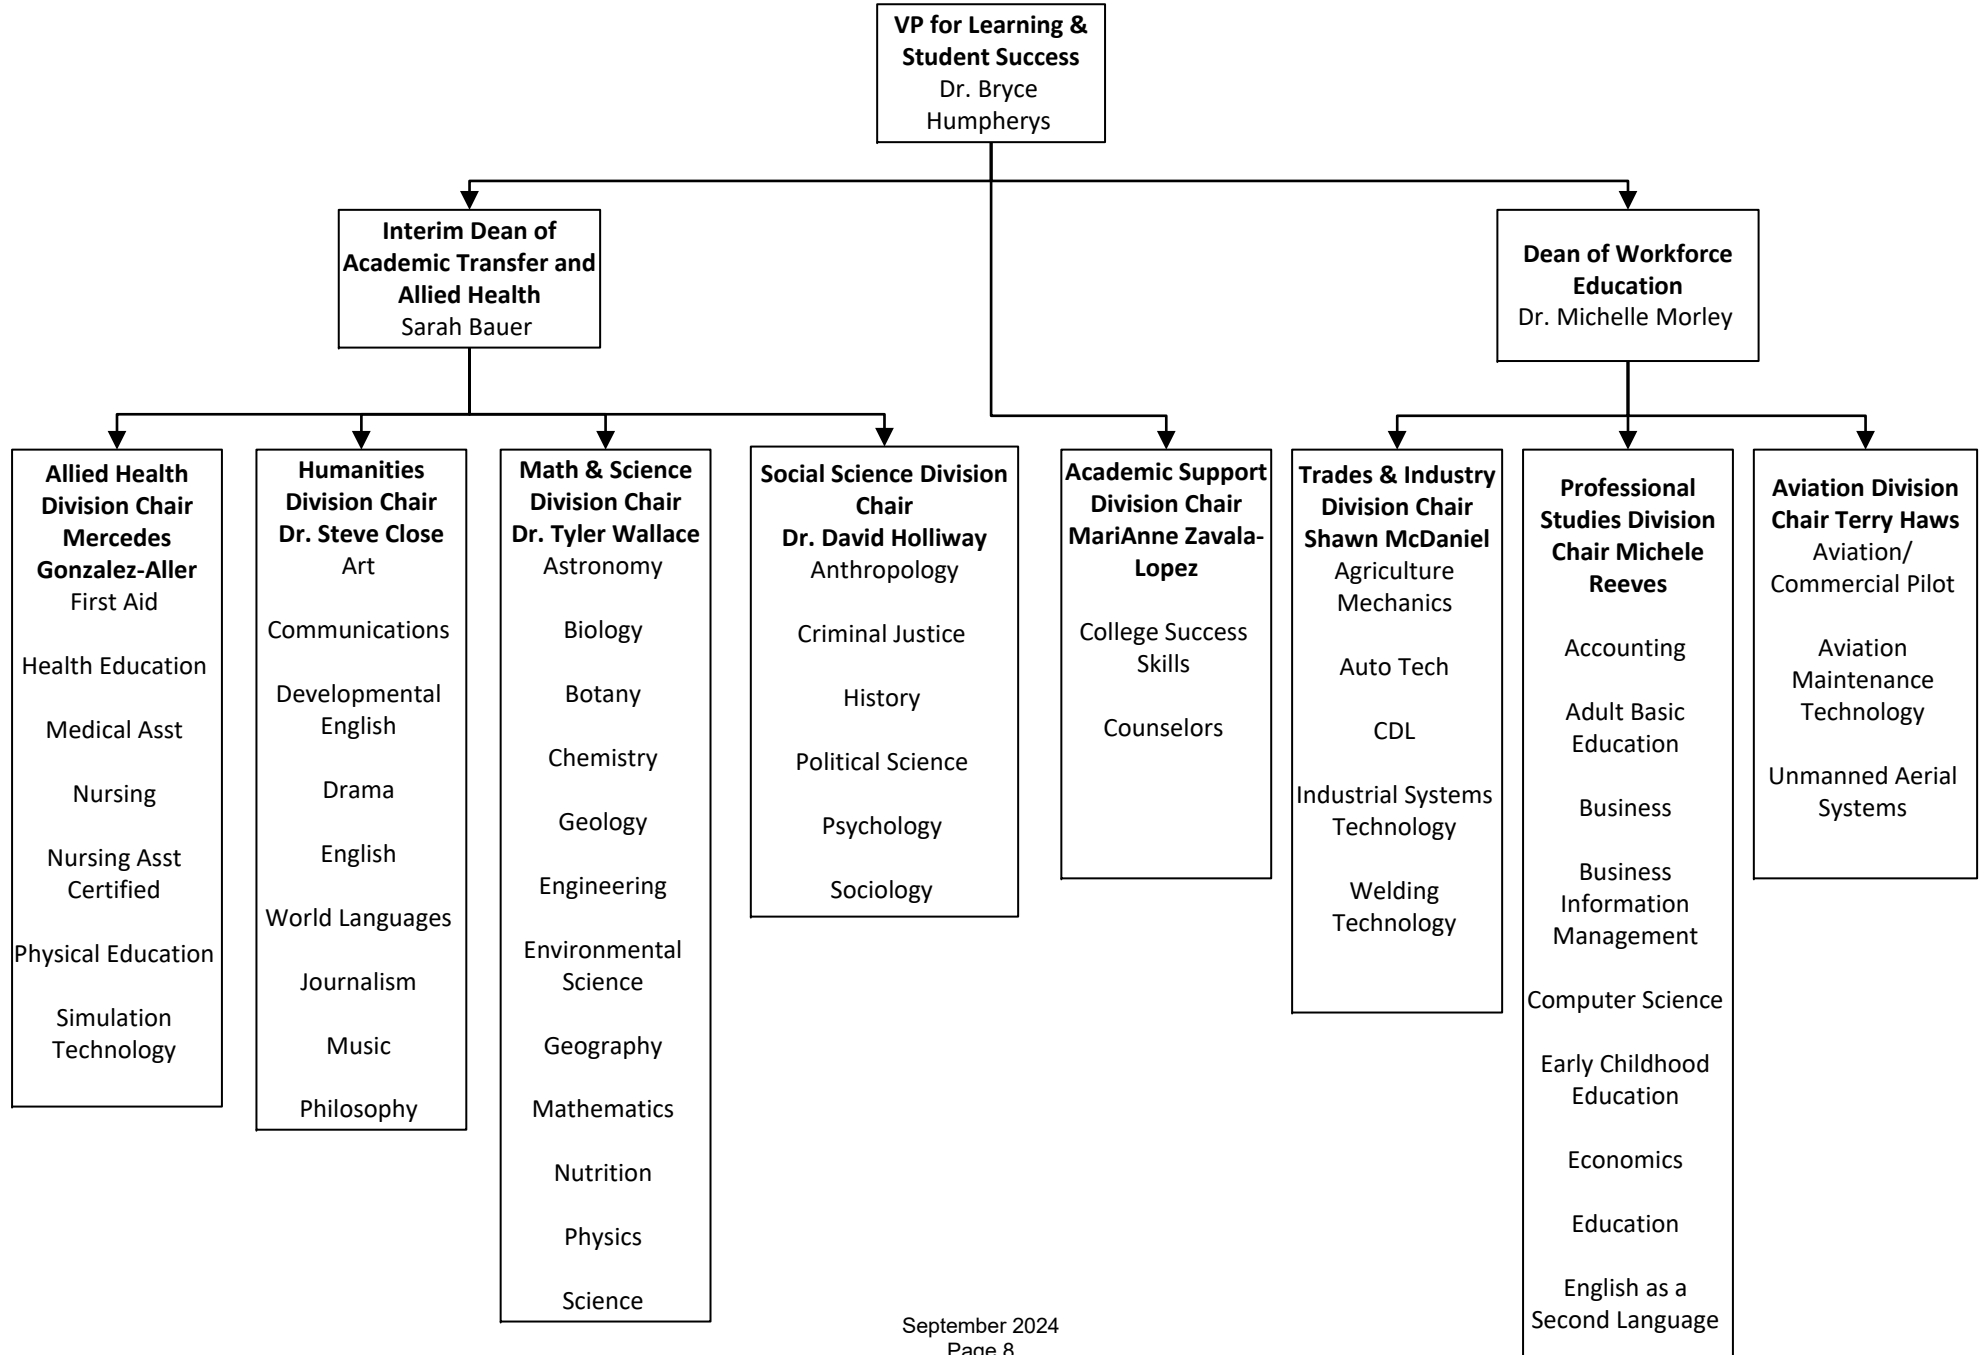 VP for Learning &
Student Success
Dr. Bryce
Humpherys
Interim Dean of
Academic Transfer and
Allied Health
Sarah Bauer
Dean of Workforce
Education
Dr. Michelle Morley
Allied Health
Division Chair
Mercedes
Gonzalez-Aller
First Aid
Health Education
Medical Asst
Nursing
Nursing Asst
Certified
Physical Education
Simulation
Technology
Humanities
Division Chair
Dr. Steve Close
Art
Communications
Developmental
English
Drama
English
World Languages
Journalism
Music
Philosophy
Math & Science
Division Chair
Dr. Tyler Wallace
Astronomy
Biology
Botany
Chemistry
Geology
Engineering
Environmental
Science
Geography
Mathematics
Nutrition
Physics
Science
Social Science Division
Chair
Dr. David Holliway
Anthropology
Criminal Justice
History
Political Science
Psychology
Sociology
Academic Support
Division Chair
MariAnne Zavala-
Lopez
College Success
Skills
Counselors
Trades & Industry
Division Chair
Shawn McDaniel
Agriculture
Mechanics
Auto Tech
CDL
Industrial Systems
Technology
Welding
Technology
Professional
Studies Division
Chair Michele
Reeves
Accounting
Adult Basic
Education
Business
Business
Information
Management
Computer Science
Early Childhood
Education
Economics
Education
English as a
Second Language
Aviation Division
Chair Terry Haws
Aviation/
Commercial Pilot
Aviation
Maintenance
Technology
Unmanned Aerial
Systems
September 2024
Page 8